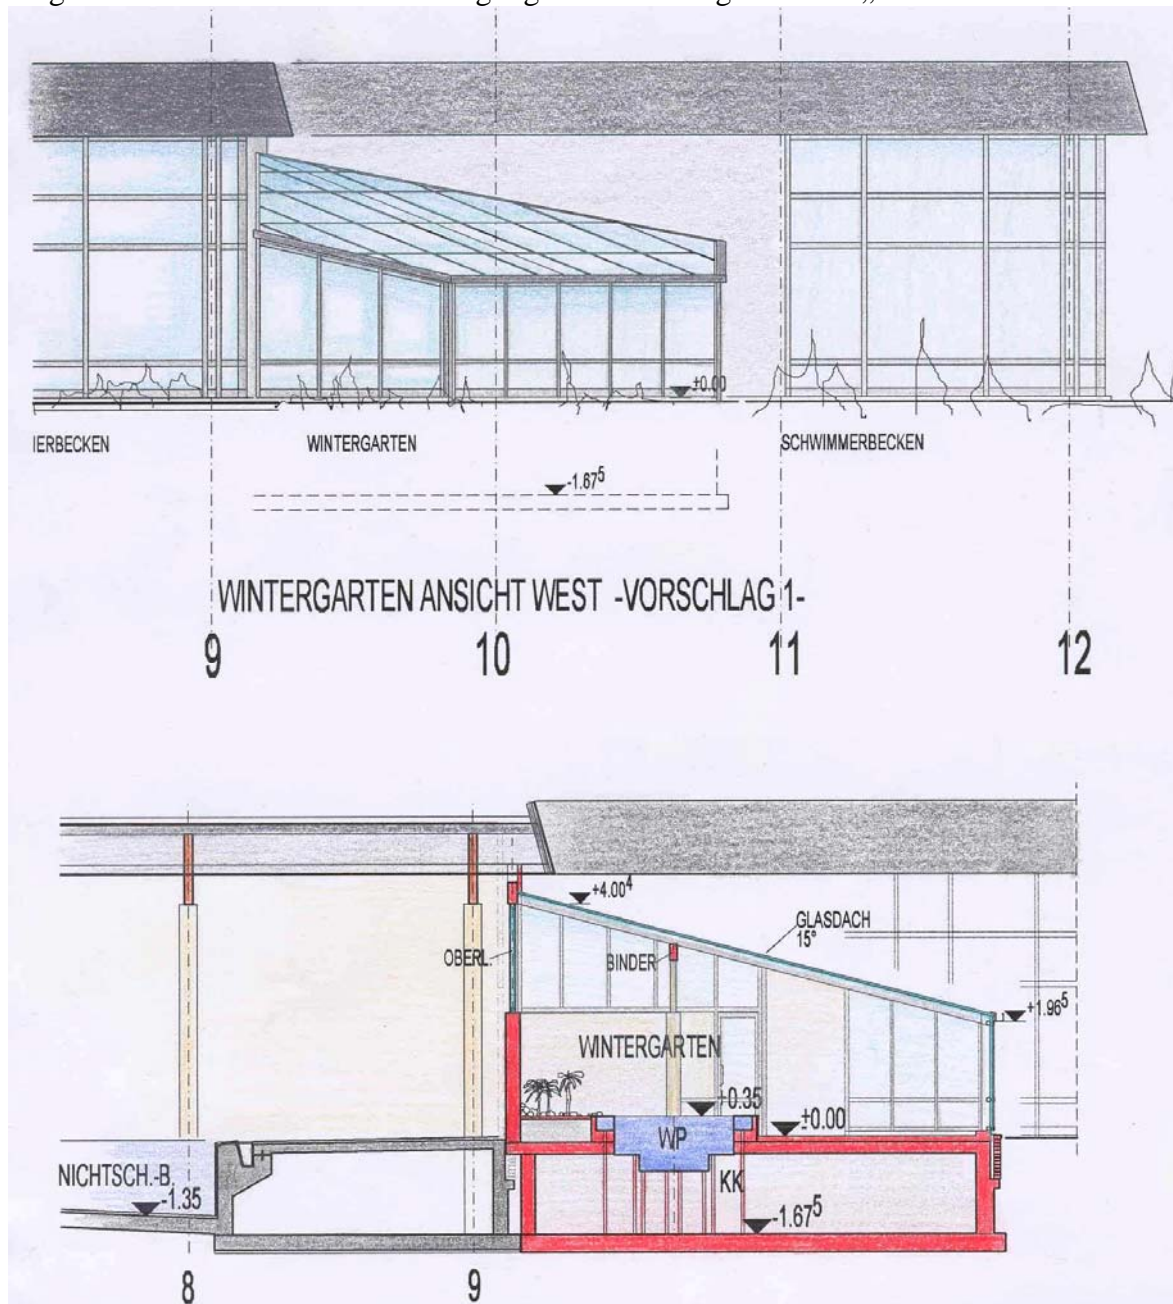 ±0.00
IERBECKEN
WINTERGARTEN
SCHWIMMERBECKEN
-1.67⁵
WINTERGARTEN ANSICHT WEST -VORSCHLAG 1-
9
10
11
12
+4.00⁴
GLASDACH
15°
OBERL.
BINDER
+1.96⁵
WINTERGARTEN
+0.35
±0.00
WP
NICHTSCH.-B.
KK
-1.35
-1.67⁵
8
9